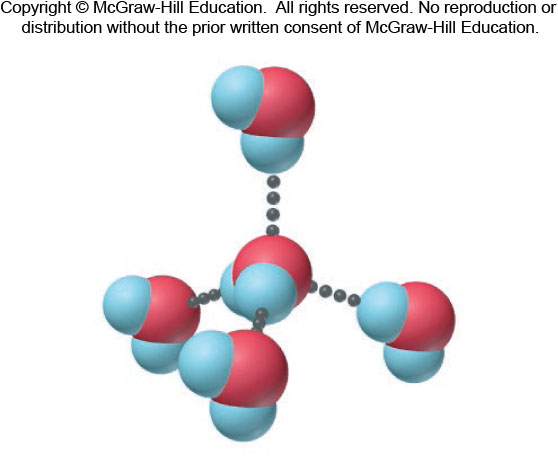 Copyright © McGraw-Hill Education.  All rights reserved. No reproduction or
distribution without the prior written consent of McGraw-Hill Education.